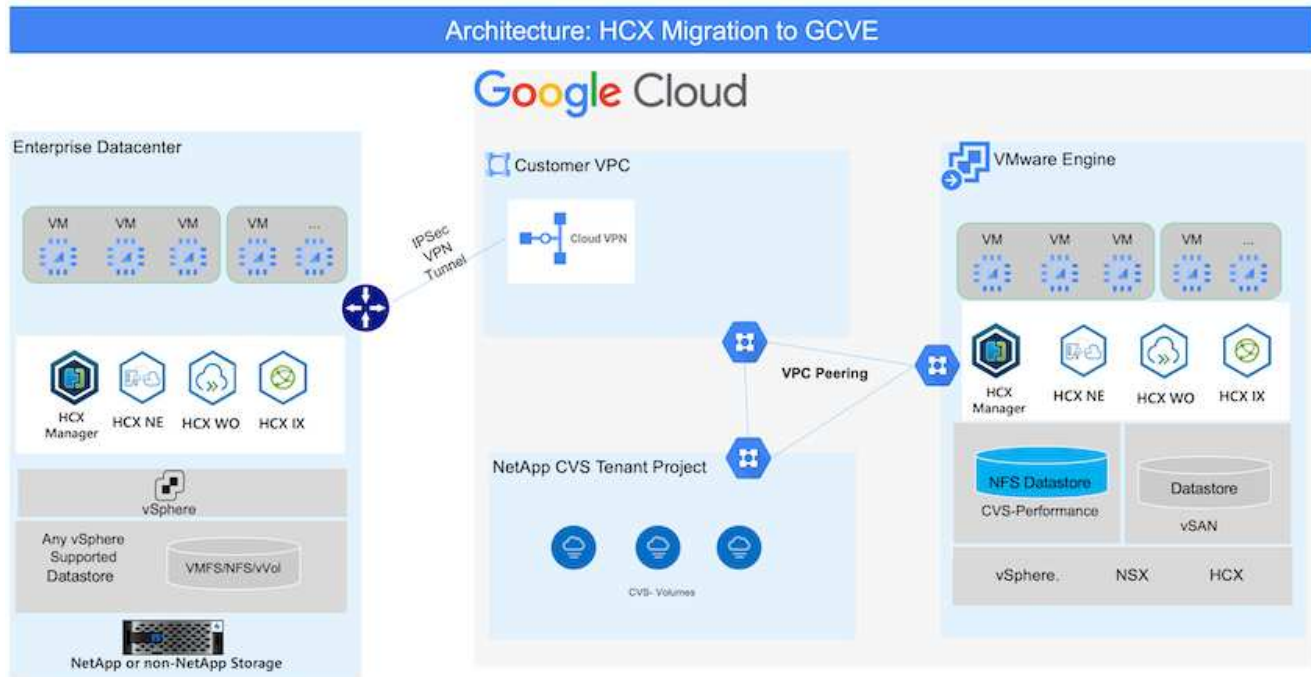 Architecture: HCX Migration to GCVE
Google Cloud
Enterprise Datacenter
VM VM VM VM ...
HCX
Manager
HCX NE
HCX WO
HCX IX
vSphere
Any vSphere
Supported
Datastore
VMFS/NFS/vVol
NetApp or non-NetApp Storage
IPSec
VPN
Tunnel
Customer VPC
Cloud VPN
VPC Peering
NetApp CVS Tenant Project
CVS- Volumes
VMware Engine
VM VM VM VM ...
HCX
Manager
HCX NE
HCX WO
HCX IX
NFS Datastore
CVS-Performance
Datastore
vSAN
vSphere. NSX HCX